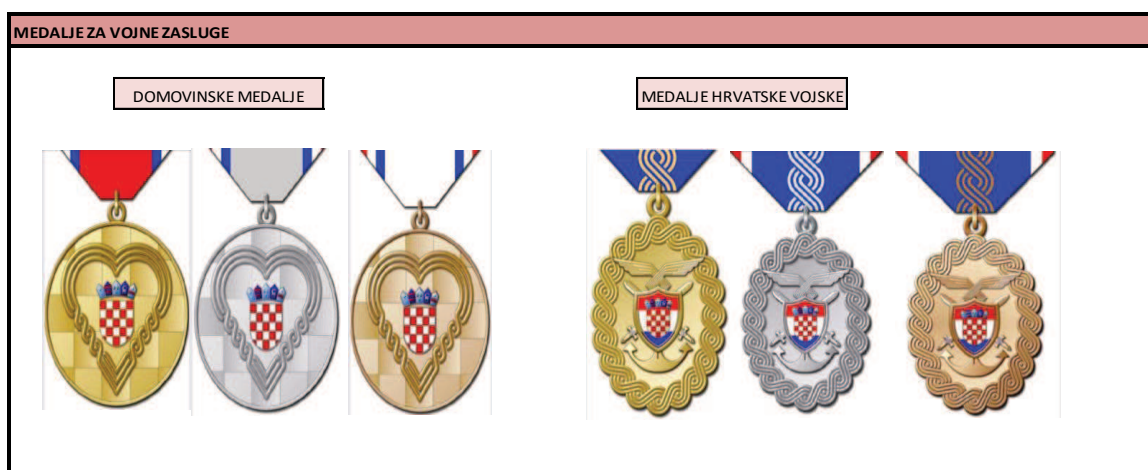 MEDALJE ZA VOJNE ZASLUGE
DOMOVINSKE MEDALJE
MEDALJE HRVATSKE VOJSKE